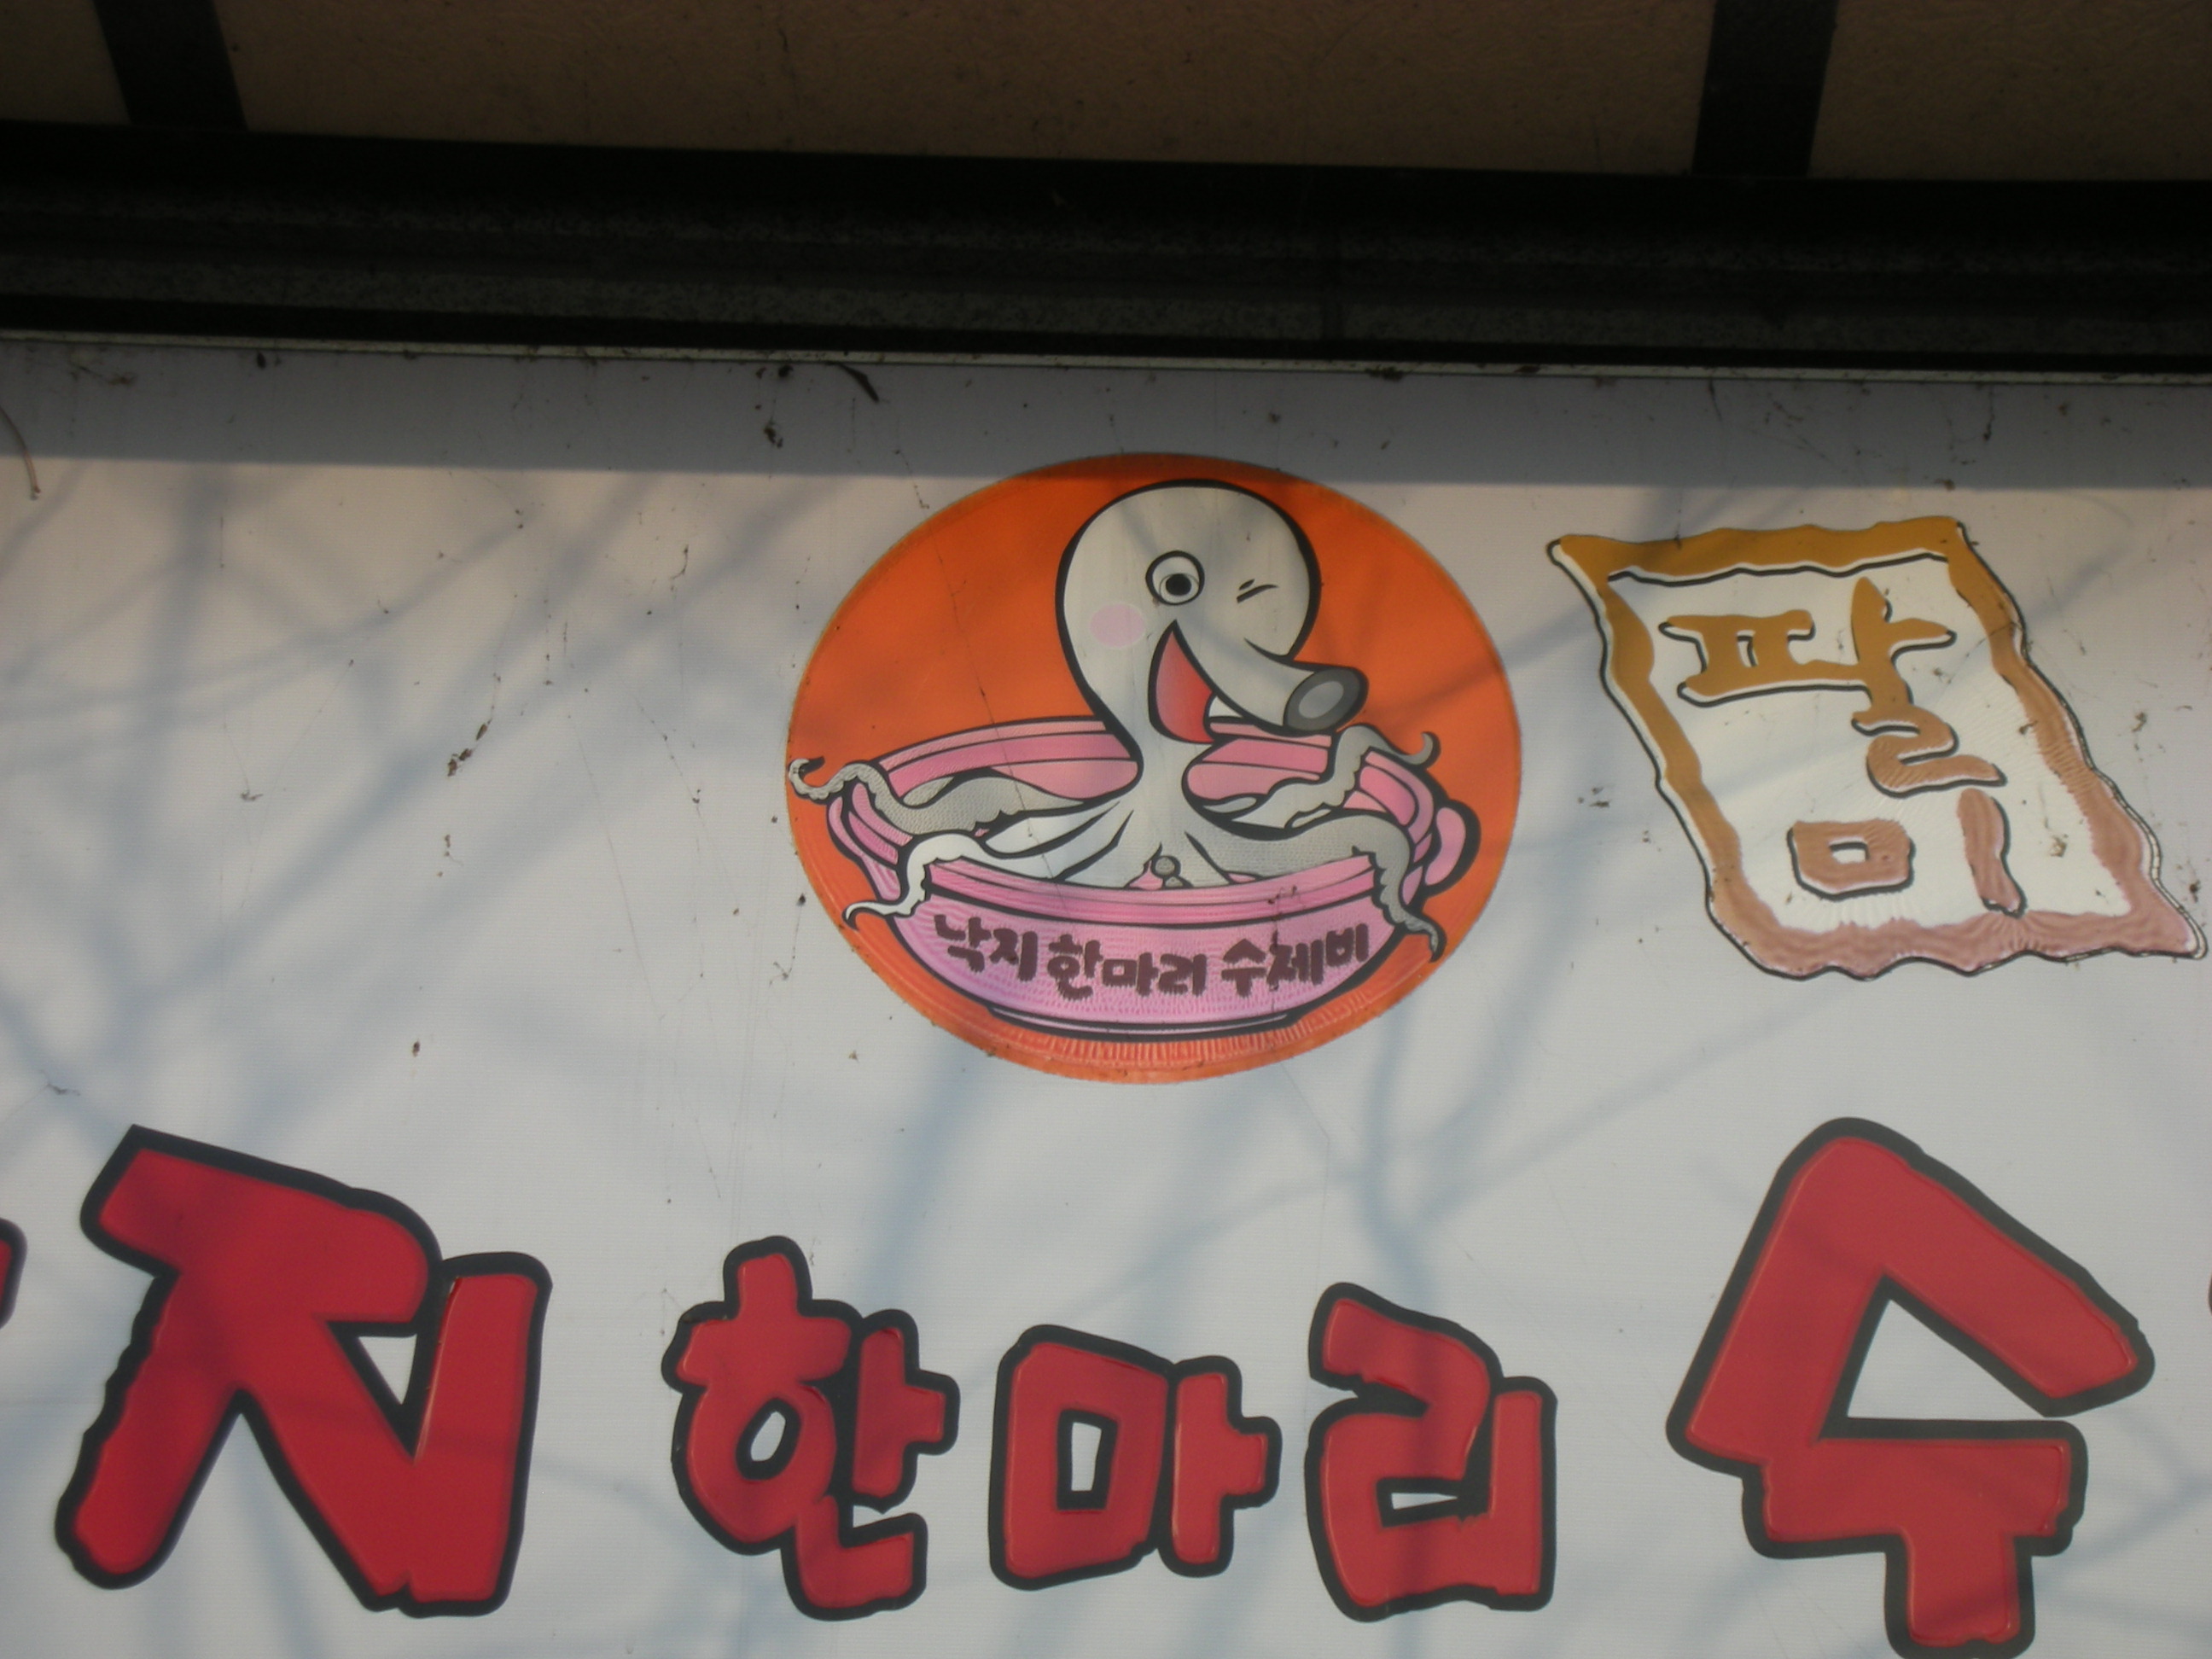 팔미
낙지 한마리 수제비
지 한마리 수